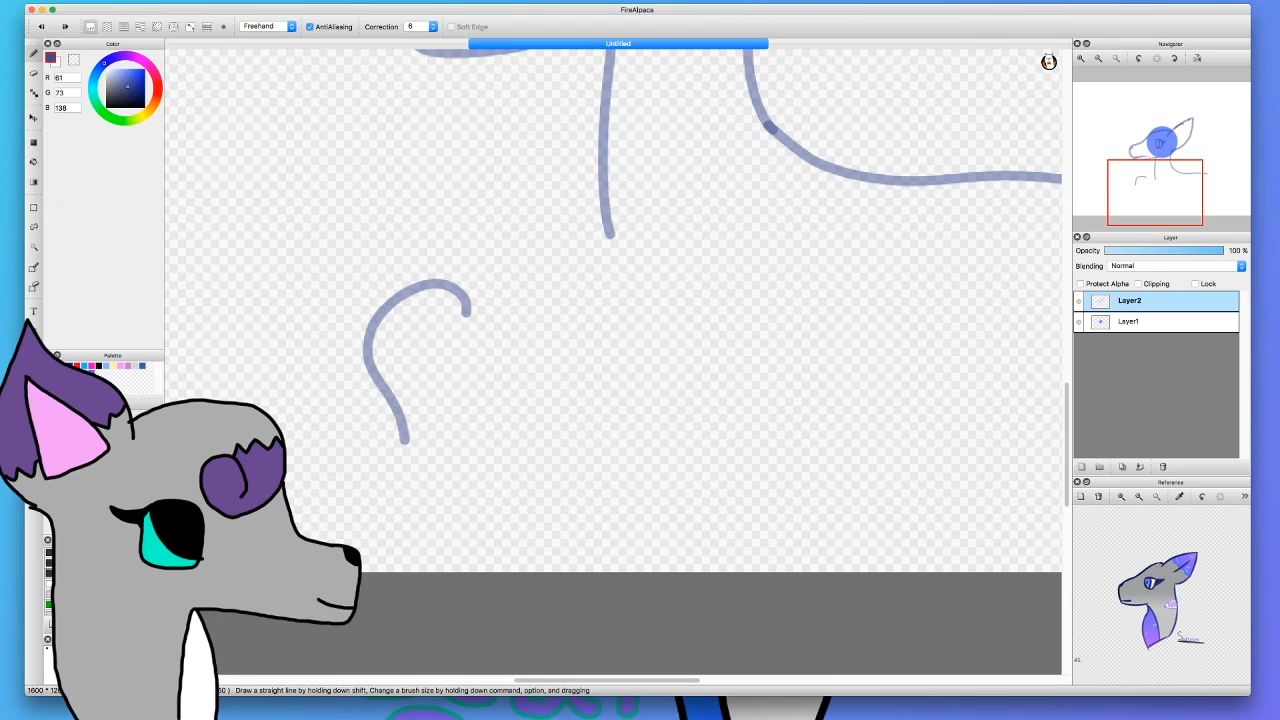 FireAlpaca
Freehand AntiAliasing Correction 6 Soft Edge
Color Untitled Navigator
R 61
G 73
B 138
Layer
Opacity 100 %
Blending Normal
Protect Alpha Clipping Lock
Layer2
Layer1
Palette
Reference
T
1600 * 12
) Draw a straight line by holding down shift, Change a brush size by holding down command, option, and dragging